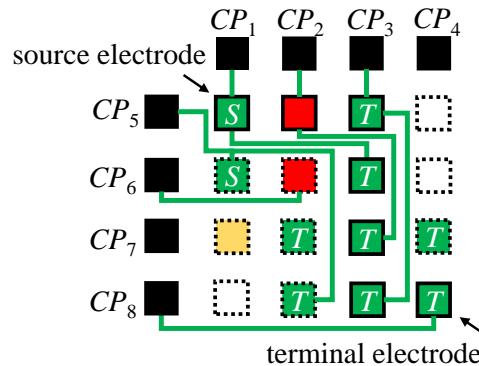 CP1 CP2 CP3 CP4
source electrode
CP5 S T
CP6 S T
CP7 T T T
CP8 T T T
terminal electrode